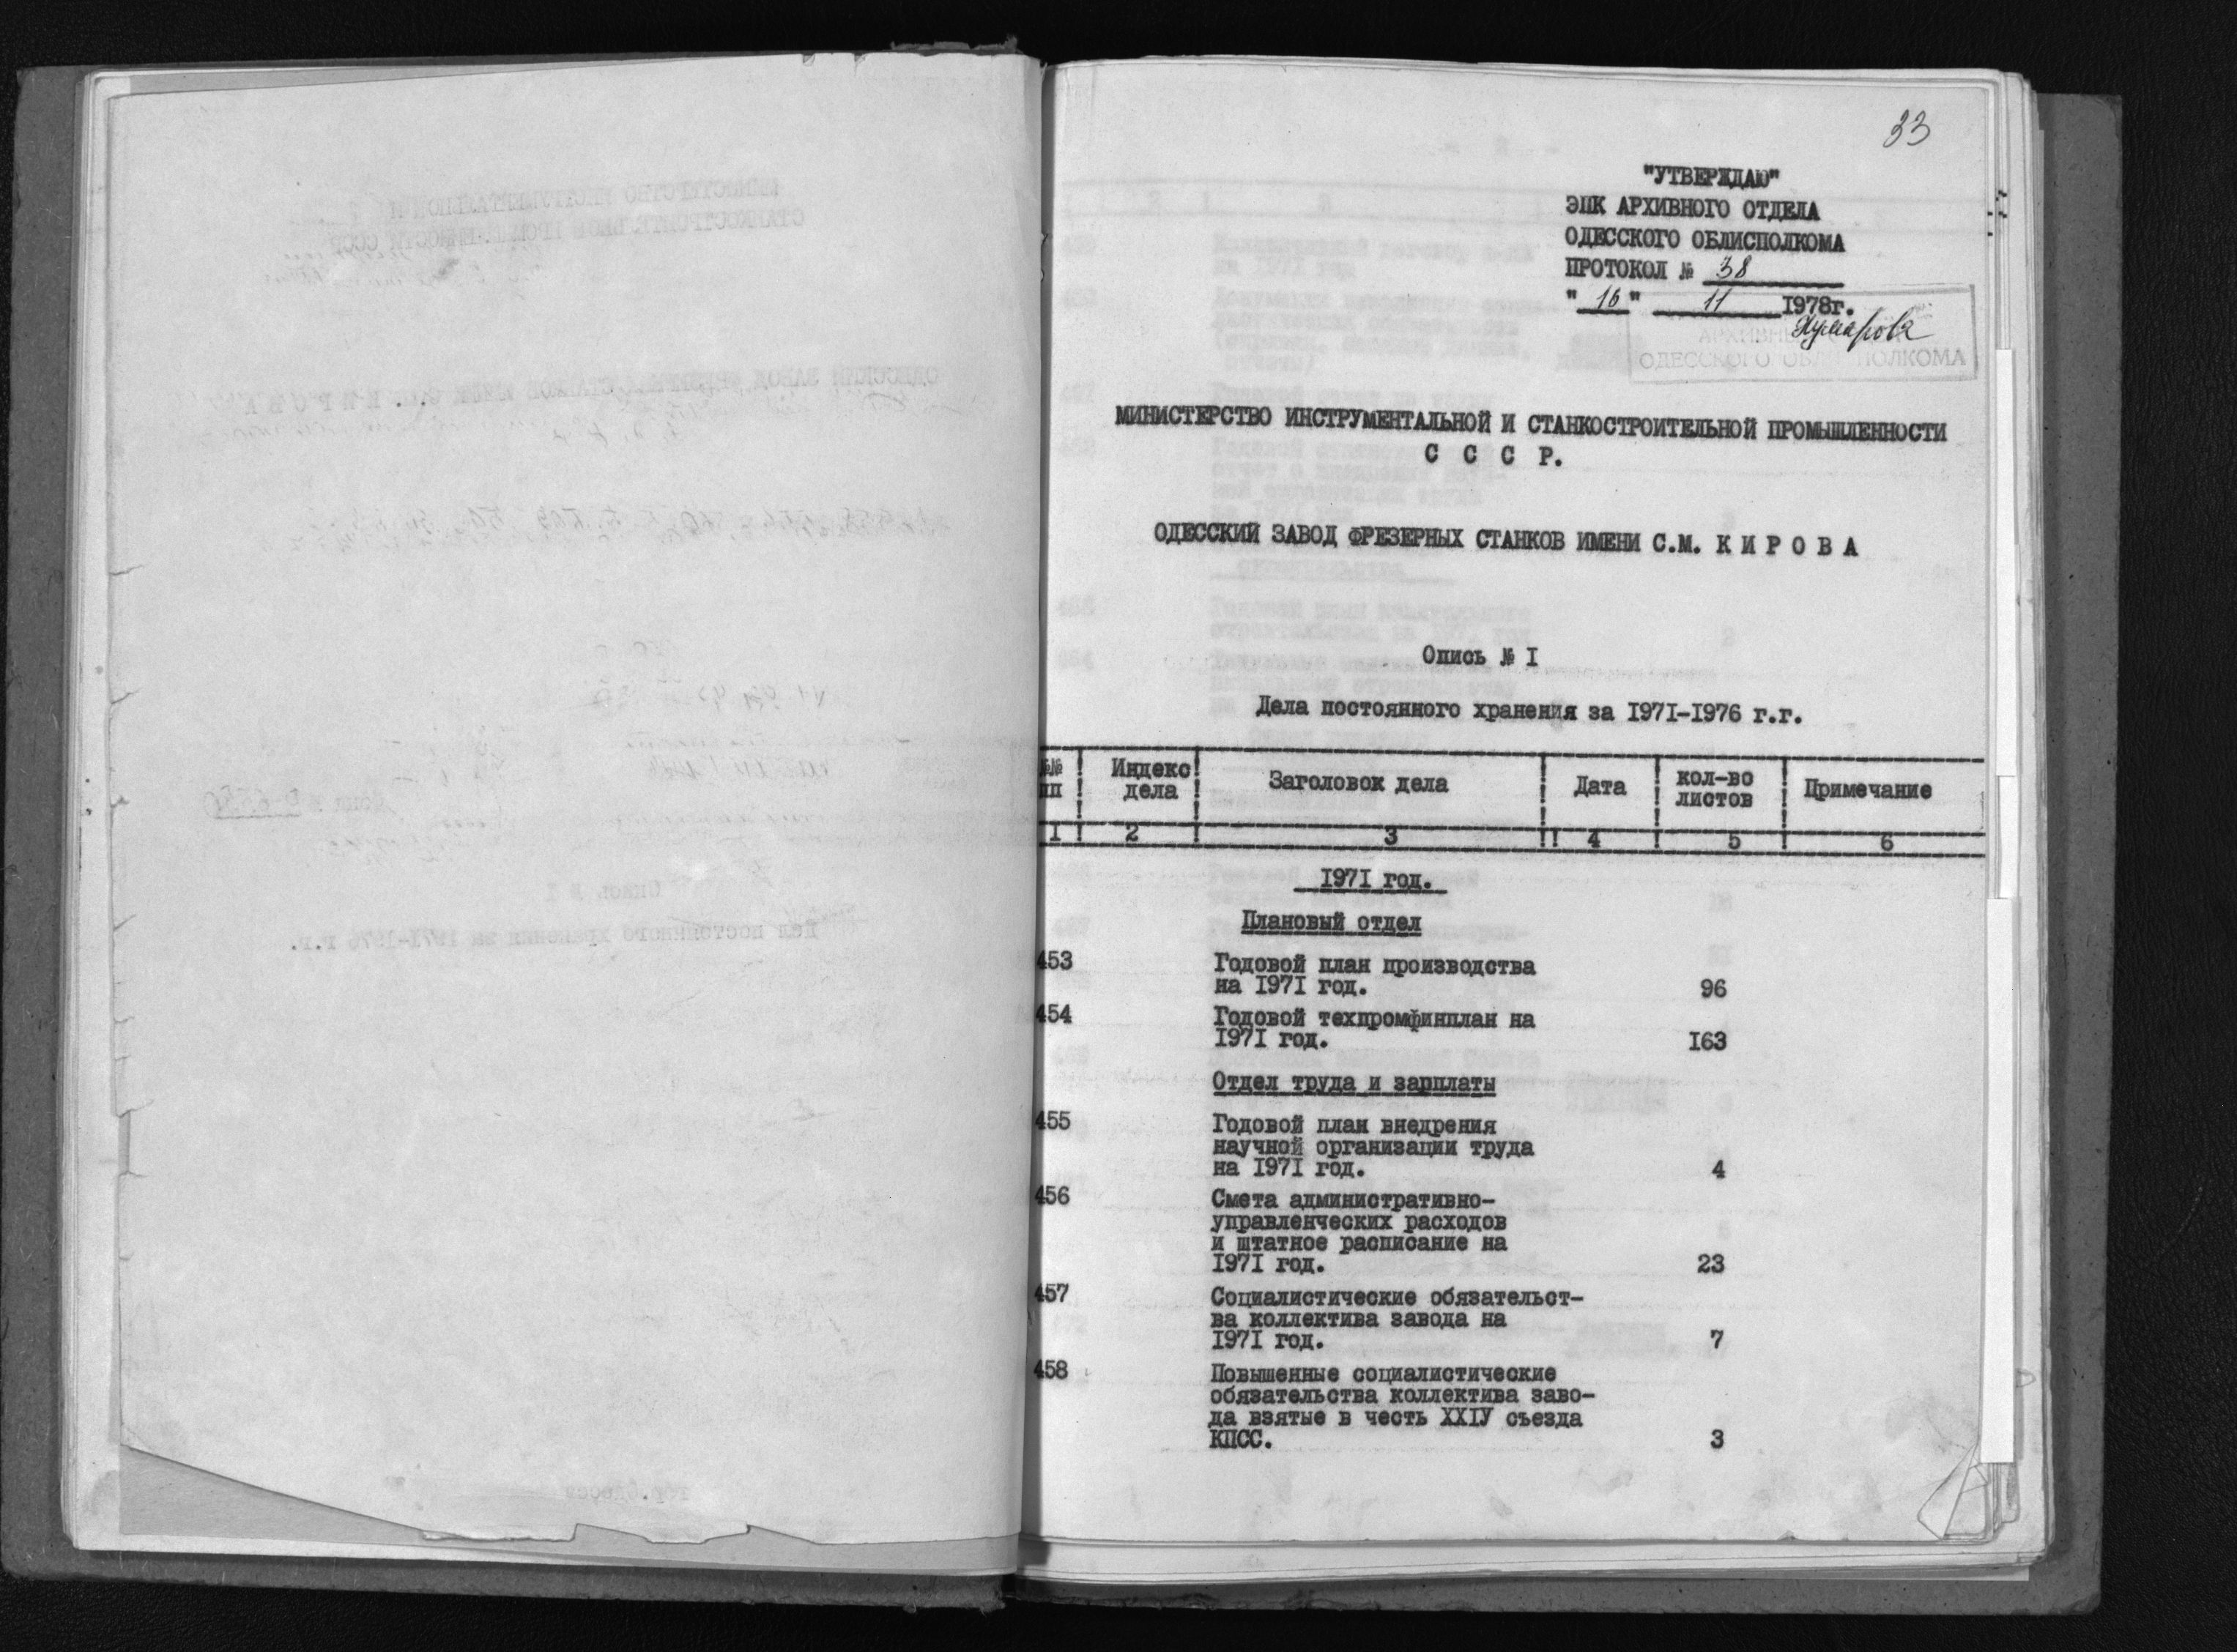 33
"УТВЕРЖДАЮ"
ЭПК АРХИВНОГО ОТДЕЛА
ОДЕССКОГО ОБЛИСПОЛКОМА
ПРОТОКОЛ № 38
"16" 11 1978г.
АРХИВНЫЙ
ОДЕССКОГО ОБЛИСПОЛКОМА
МИНИСТЕРСТВО ИНСТРУМЕНТАЛЬНОЙ И СТАНКОСТРОИТЕЛЬНОЙ ПРОМЫШЛЕННОСТИ
С С С Р.
ОДЕССКИЙ ЗАВОД ФРЕЗЕРНЫХ СТАНКОВ ИМЕНИ С.М. К И Р О В А
Опись № I
Дела постоянного хранения за I97I-I976 г.г.
№№ Индекс Заголовок дела Дата кол-во Примечание
пп дела листов
I 2 3 4 5 6
I97I год.
Плановый отдел
453 Годовой план производства
на I97I год. 96
454 Годовой техпромфинплан на
I97I год. I63
Отдел труда и зарплаты
455 Годовой план внедрения
научной организации труда
на I97I год. 4
456 Смета административно-
управленческих расходов
и штатное расписание на
I97I год. 23
457 Социалистические обязательст-
ва коллектива завода на
I97I год. 7
458 Повышенные социалистические
обязательства коллектива заво-
да взятые в честь XXIУ съезда
КПСС. 3